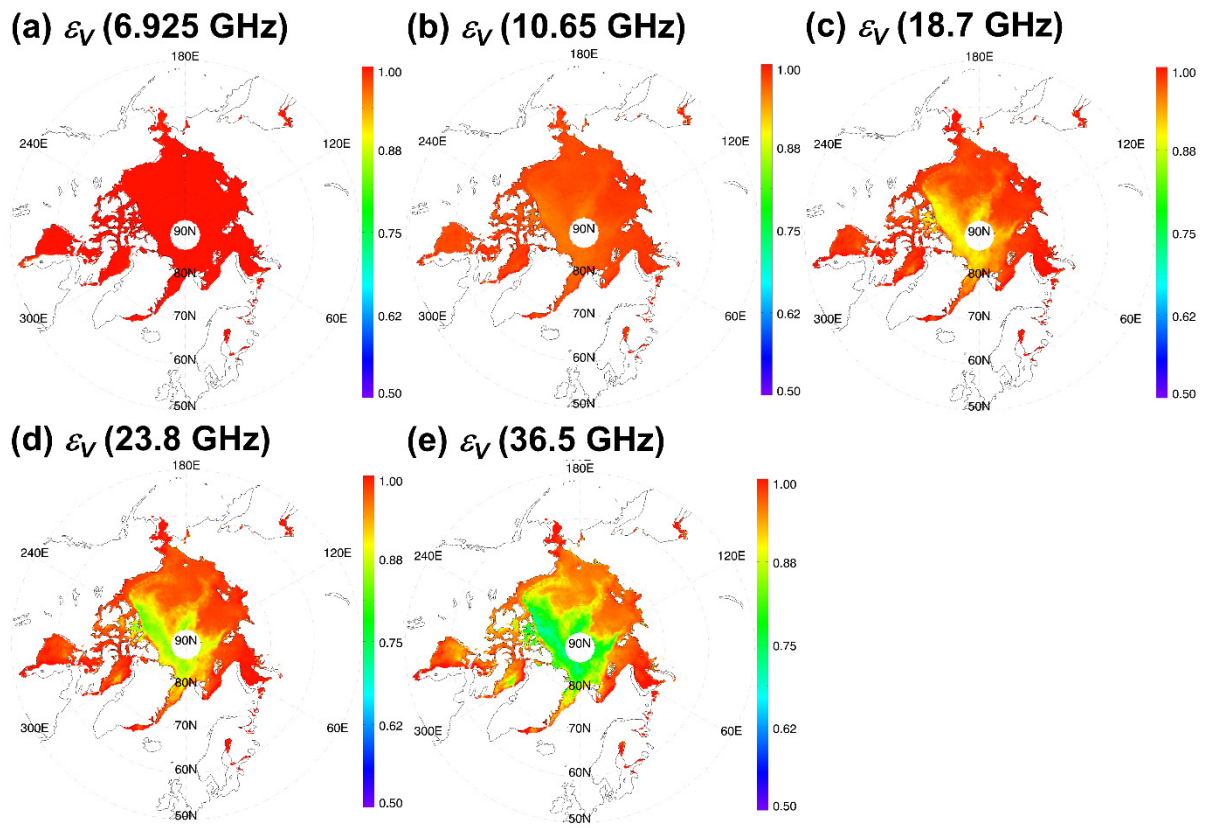 (a) εV (6.925 GHz)
180E
240E
120E
90N
80N
300E
70N
60E
60N
50N
1.00
0.88
0.75
0.62
0.50
(b) εV (10.65 GHz)
180E
240E
120E
90N
80N
300E
70N
60E
60N
50N
1.00
0.88
0.75
0.62
0.50
(c) εV (18.7 GHz)
180E
240E
120E
90N
80N
300E
70N
60E
60N
50N
1.00
0.88
0.75
0.62
0.50
(d) εV (23.8 GHz)
180E
240E
120E
90N
80N
300E
70N
60E
60N
50N
1.00
0.88
0.75
0.62
0.50
(e) εV (36.5 GHz)
180E
240E
120E
90N
80N
300E
70N
60E
60N
50N
1.00
0.88
0.75
0.62
0.50